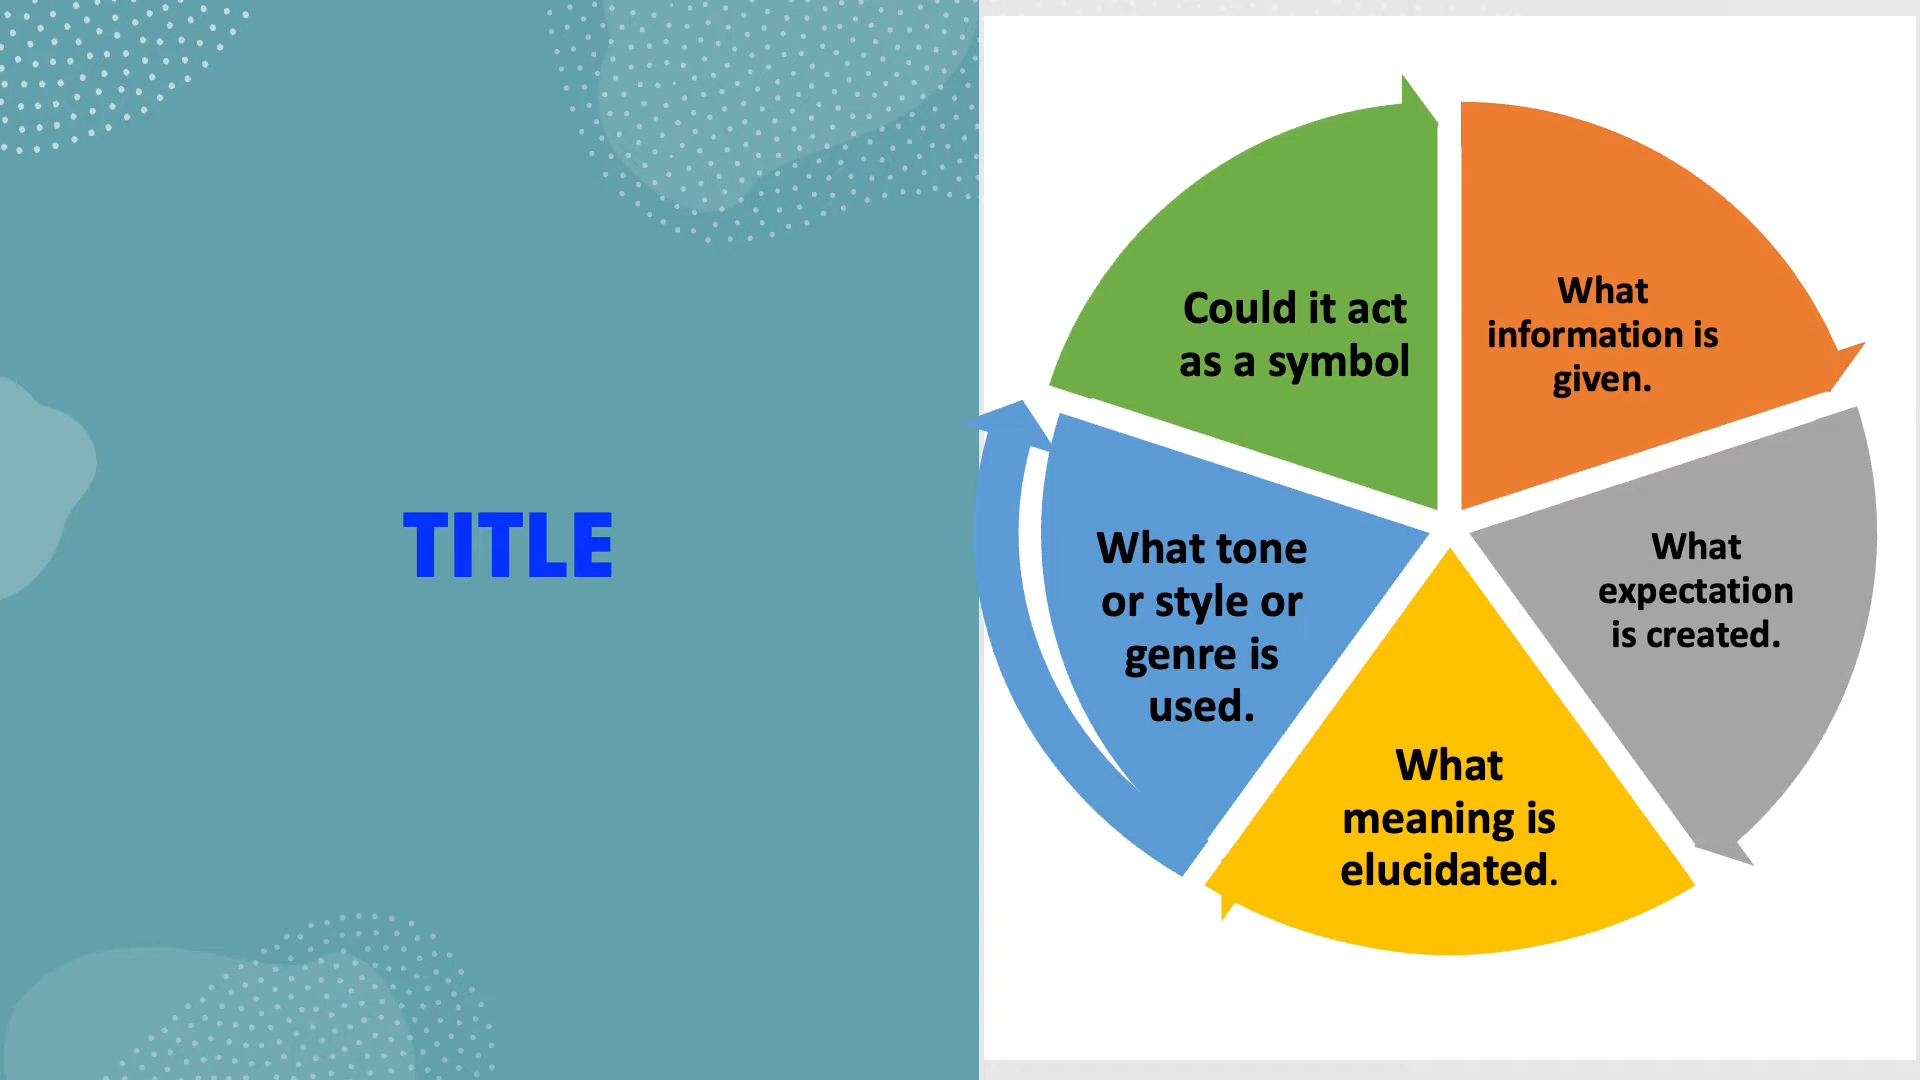 TITLE
Could it act
as a symbol
What
information is
given.
What
expectation
is created.
What
meaning is
elucidated.
What tone
or style or
genre is
used.